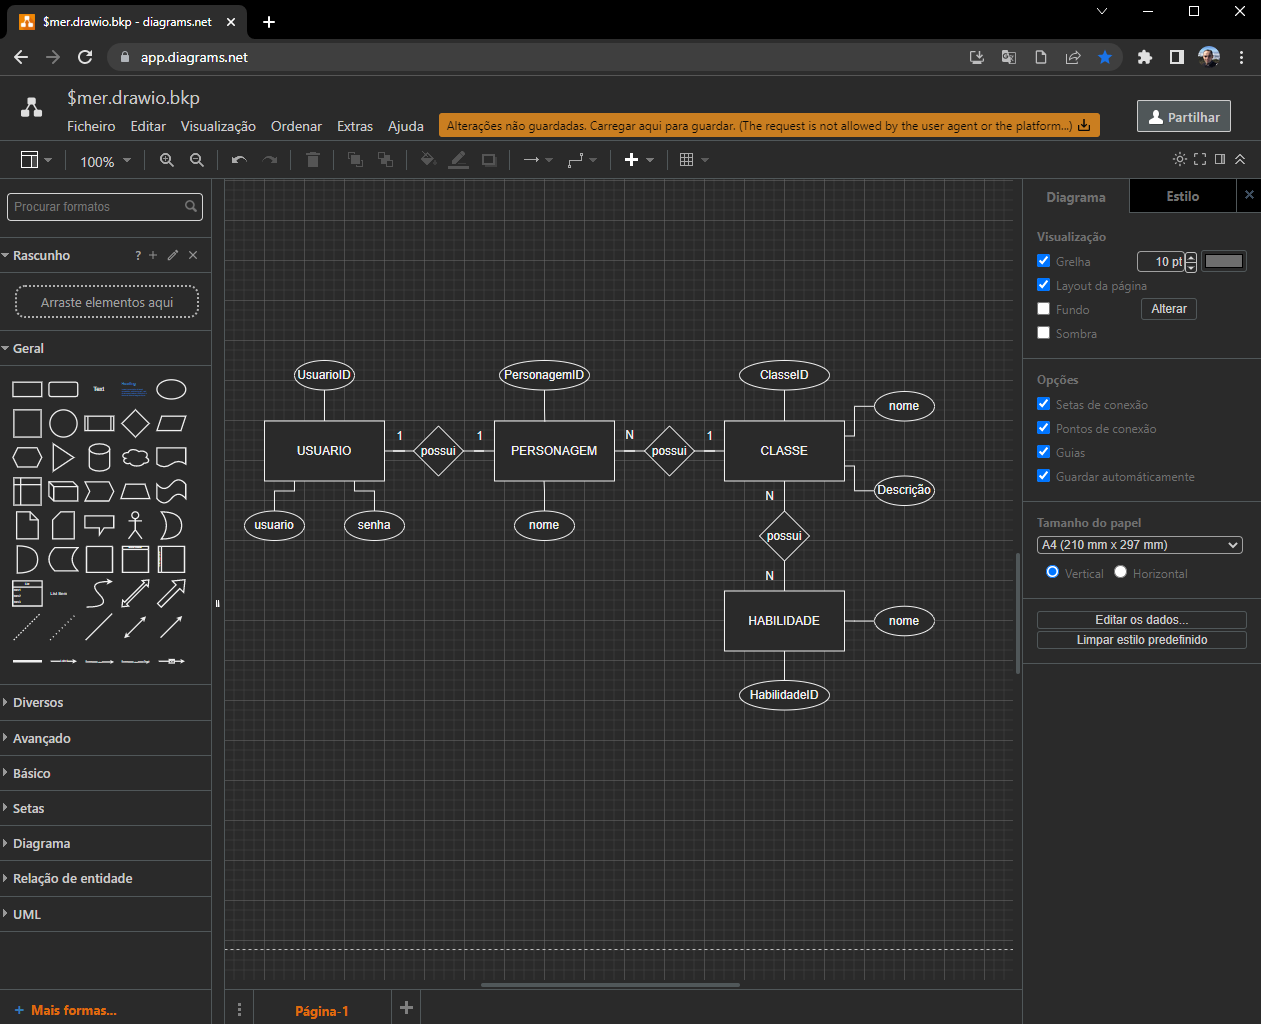 $mer.drawio.bkp - diagrams.net
app.diagrams.net
$mer.drawio.bkp
Ficheiro Editar Visualização Ordenar Extras Ajuda
Alterações não guardadas. Carregar aqui para guardar. (The request is not allowed by the user agent or the platform...)
Partilhar
100%
Procurar formatos
Rascunho
?
Arraste elementos aqui
Geral
Text
Heading
List Item
Diversos
Avançado
Básico
Setas
Diagrama
Relação de entidade
UML
+ Mais formas...
UsuarioID
PersonagemID
ClasseID
nome
USUARIO
1
possui
1
PERSONAGEM
N
possui
1
CLASSE
Descrição
usuario
senha
nome
N
possui
N
HABILIDADE
nome
HabilidadeID
Página-1
Diagrama
Estilo
Visualização
Grelha
10 pt
Layout da página
Fundo
Alterar
Sombra
Opções
Setas de conexão
Pontos de conexão
Guias
Guardar automáticamente
Tamanho do papel
A4 (210 mm x 297 mm)
Vertical
Horizontal
Editar os dados...
Limpar estilo predefinido